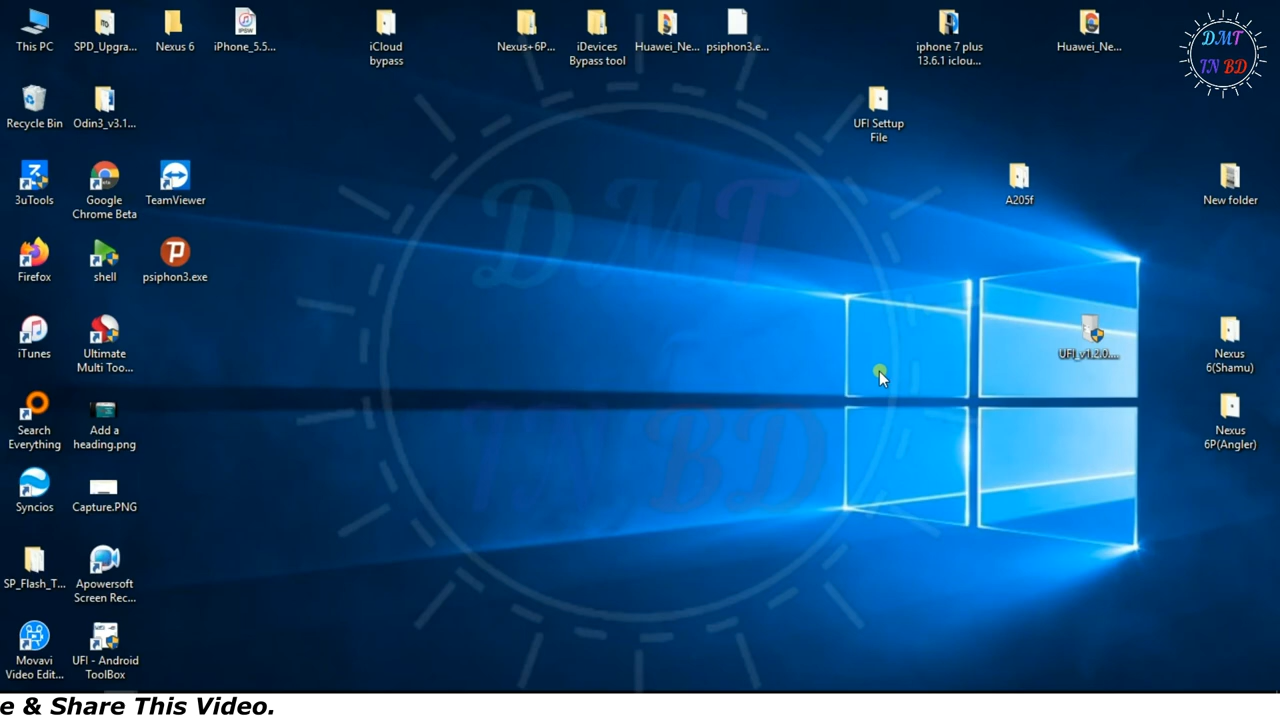 This PC
SPD_Upgra...
Nexus 6
iPhone_5.5...
iCloud
bypass
Nexus+6P...
iDevices
Bypass tool
Huawei_Ne...
psiphon3.e...
iphone 7 plus
13.6.1 iclou...
Huawei_Ne...
DMT
TN BD
Recycle Bin
Odin3_v3.1...
UFI Settup
File
3uTools
Google
Chrome Beta
TeamViewer
A205f
New folder
DMT
Firefox
shell
psiphon3.exe
iTunes
Ultimate
Multi Too...
UFI_v1.2.0....
Nexus
6(Shamu)
Search
Everything
Add a
heading.png
Nexus
6P(Angler)
TN BD
Syncios
Capture.PNG
SP_Flash_T...
Apowersoft
Screen Rec...
Movavi
Video Edit...
UFI - Android
ToolBox
e & Share This Video.